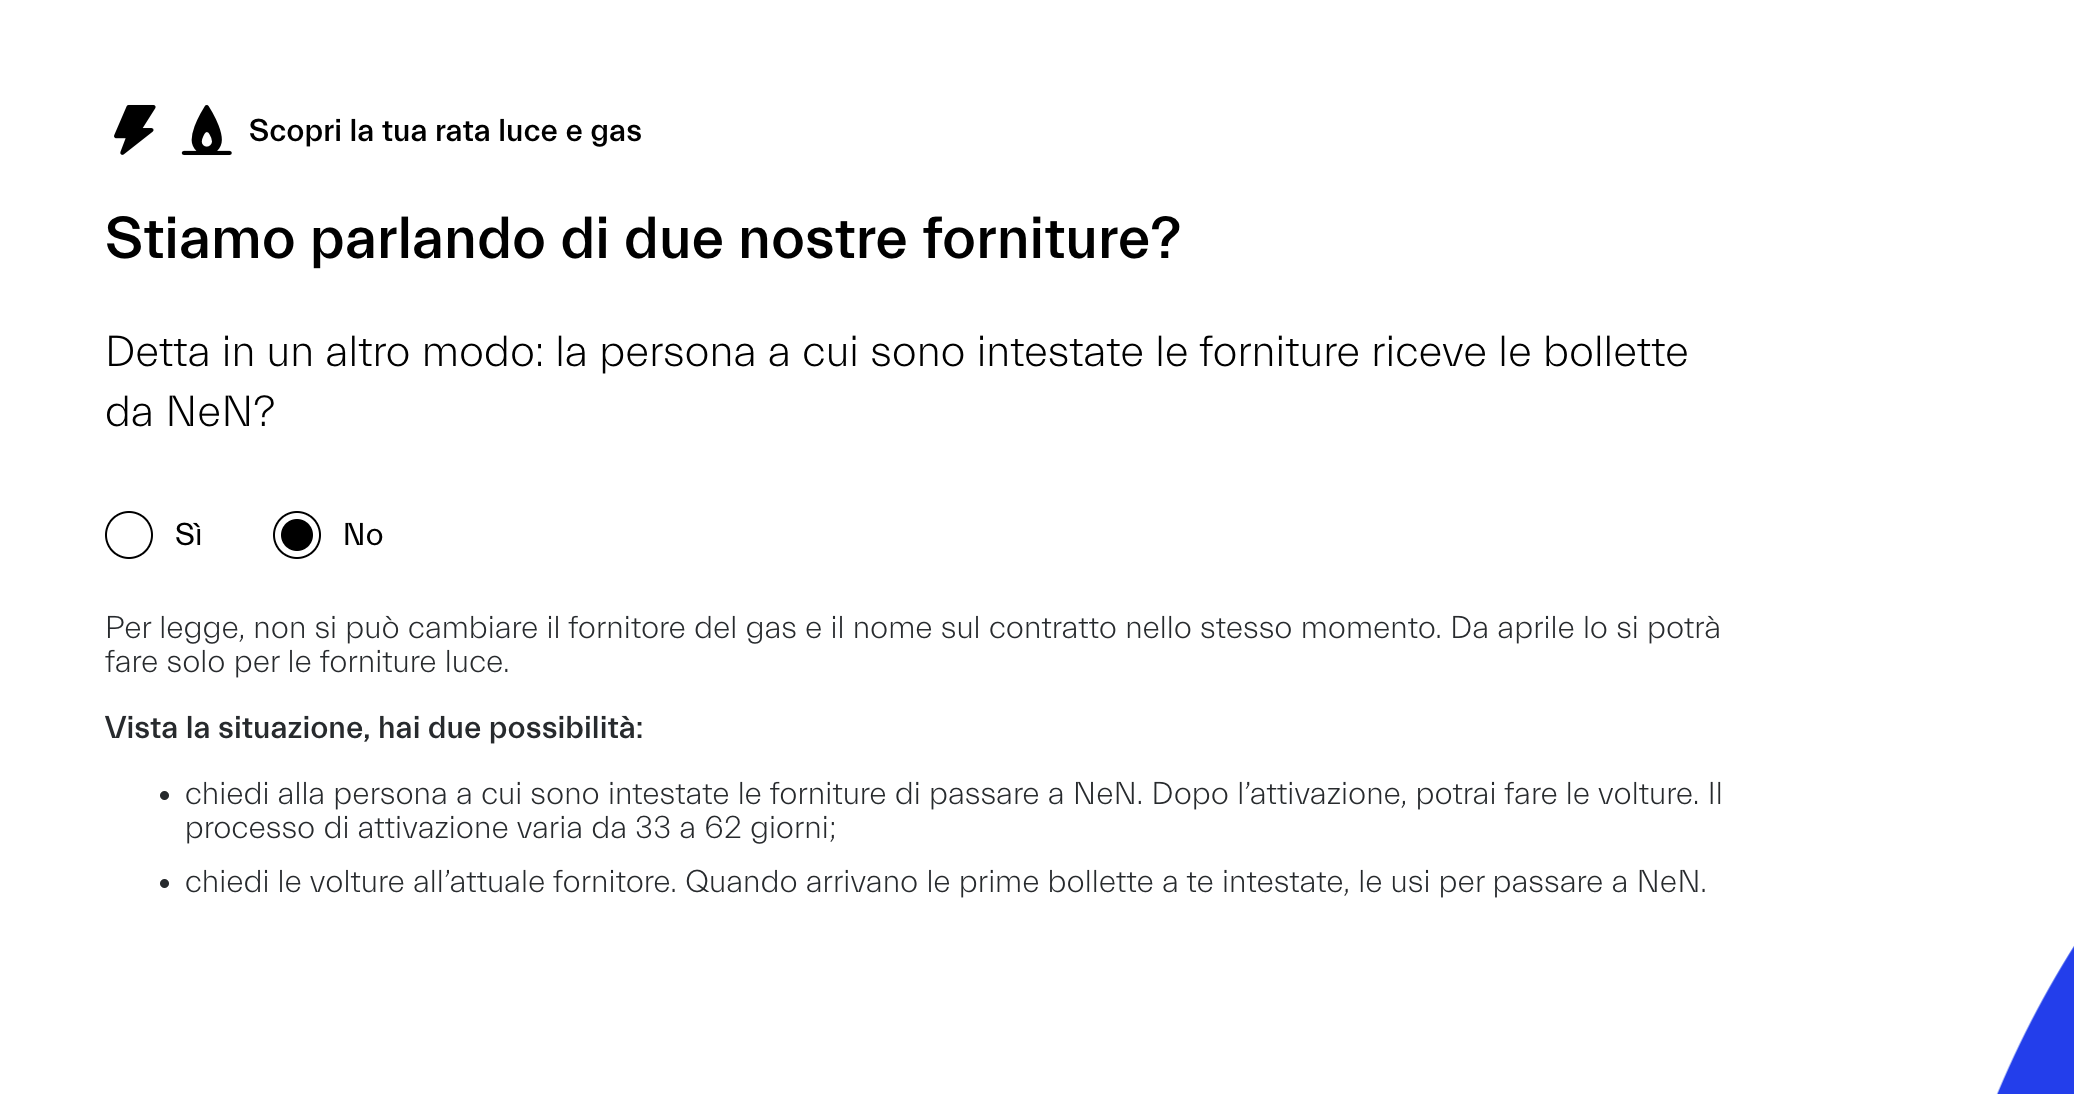 Scopri la tua rata luce e gas
Stiamo parlando di due nostre forniture?
Detta in un altro modo: la persona a cui sono intestate le forniture riceve le bollette
da NeN?
Sì No
Per legge, non si può cambiare il fornitore del gas e il nome sul contratto nello stesso momento. Da aprile lo si potrà
fare solo per le forniture luce.
Vista la situazione, hai due possibilità:
• chiedi alla persona a cui sono intestate le forniture di passare a NeN. Dopo l’attivazione, potrai fare le volture. Il
processo di attivazione varia da 33 a 62 giorni;
• chiedi le volture all’attuale fornitore. Quando arrivano le prime bollette a te intestate, le usi per passare a NeN.